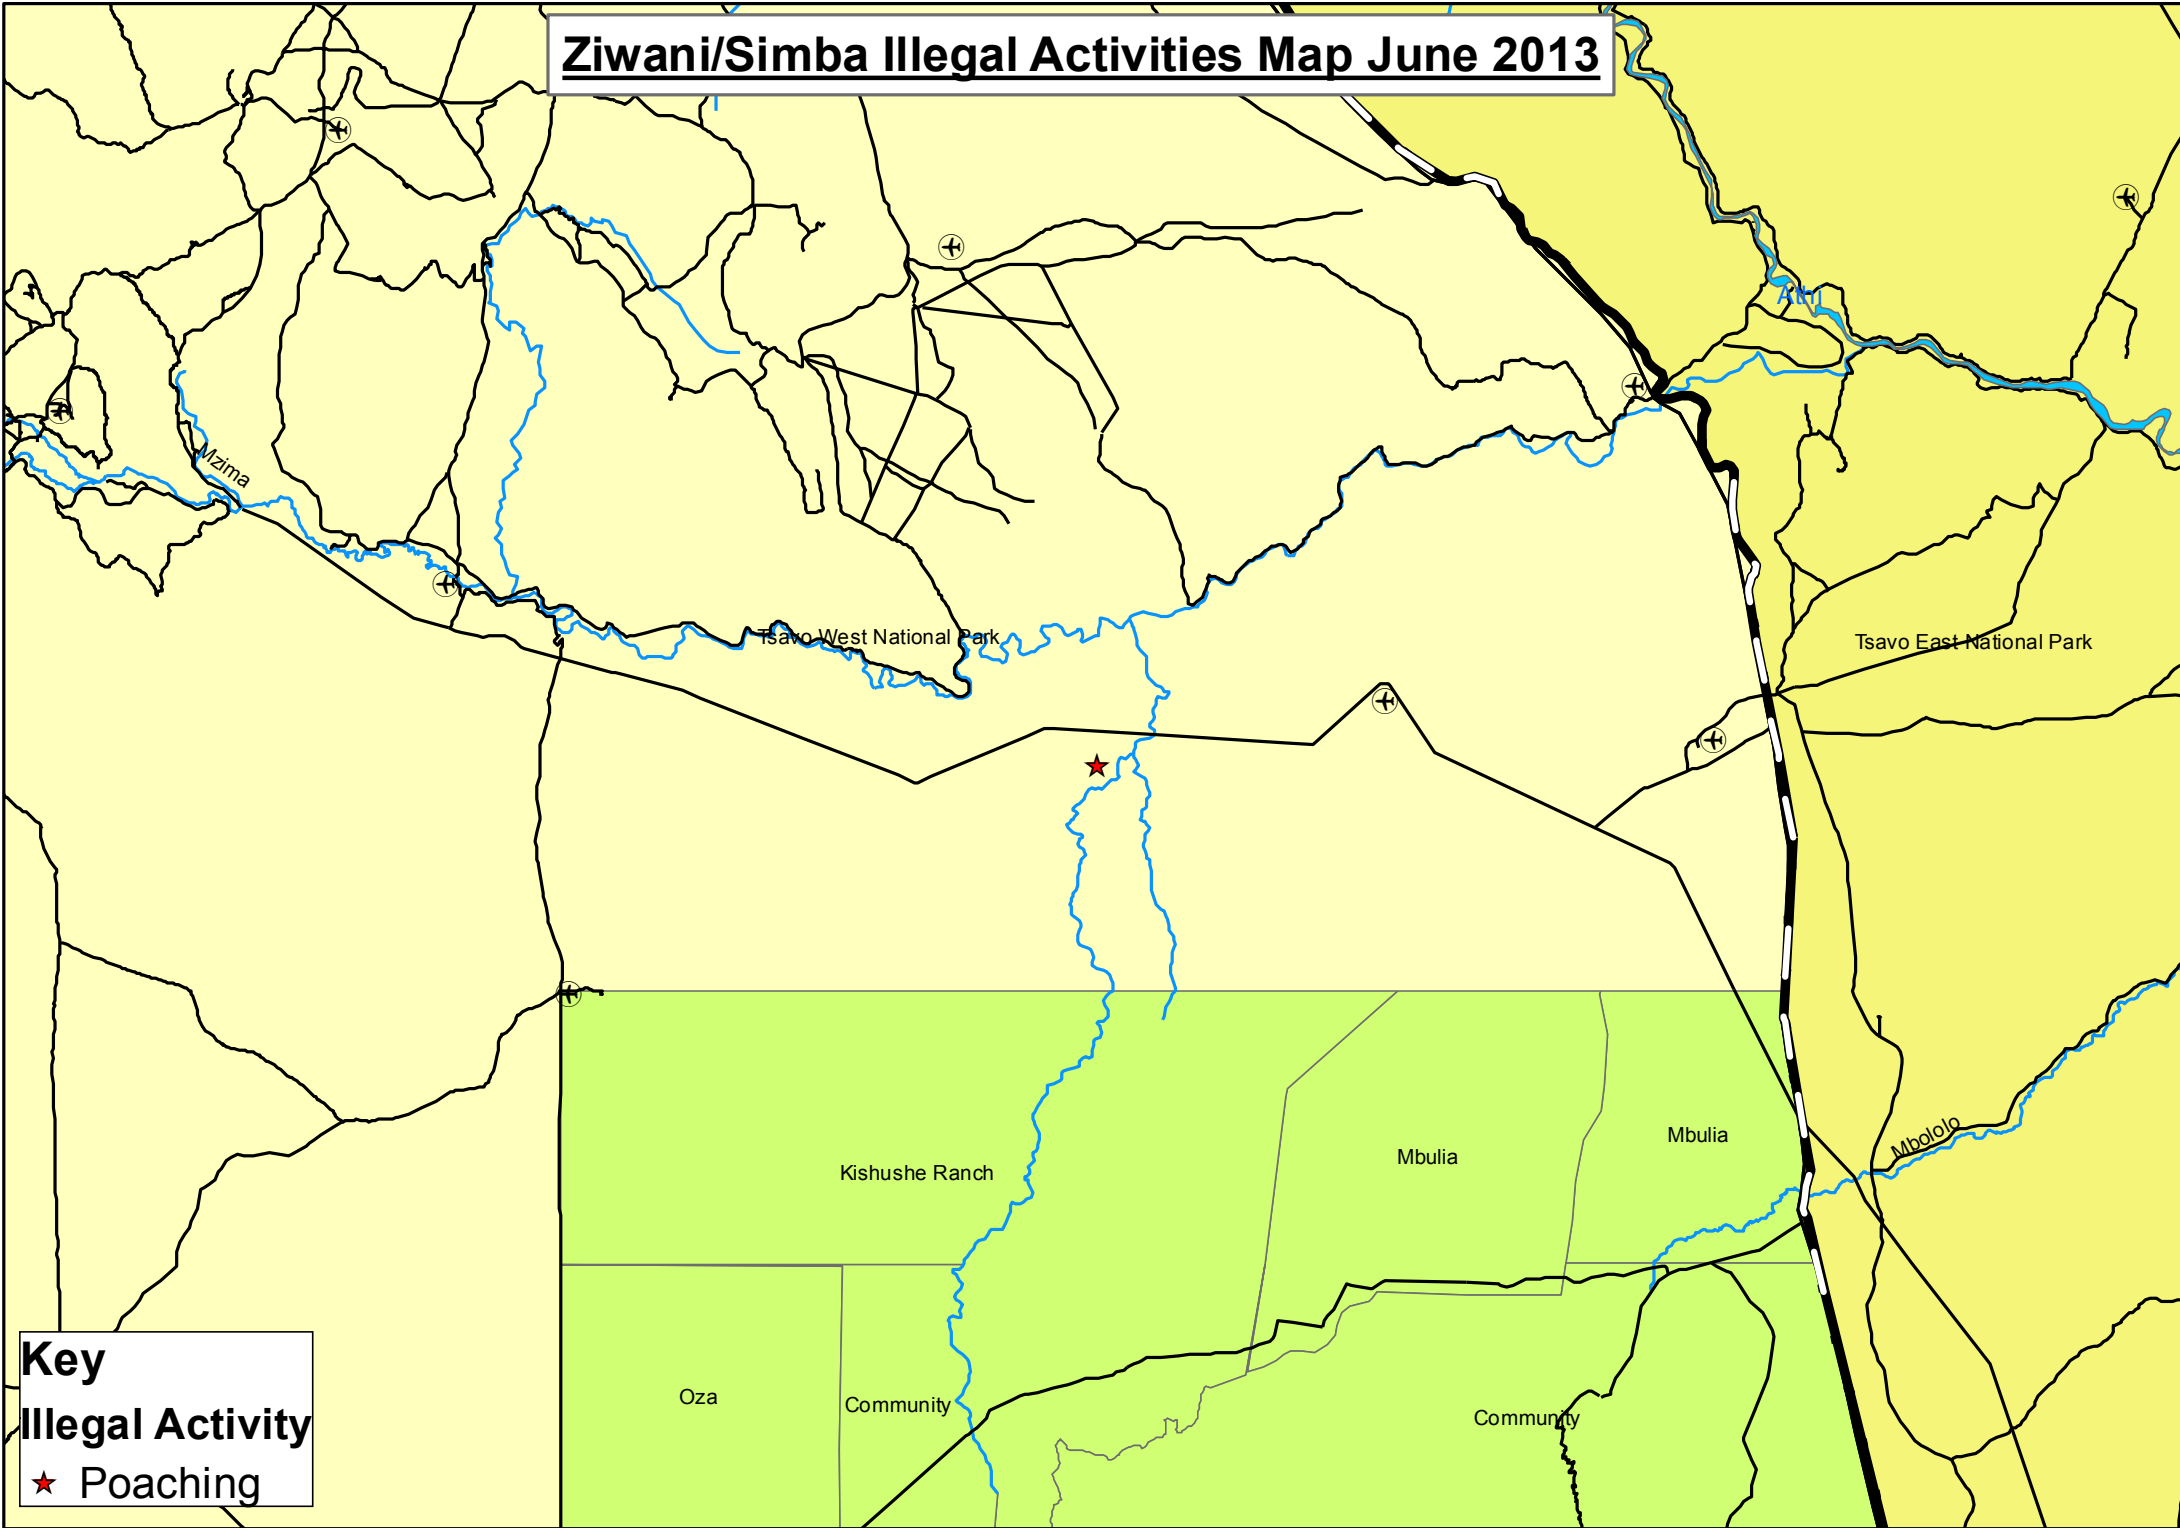 Ziwani/Simba Illegal Activities Map June 2013
Athi
Mzima
Tsavo West National Park
Tsavo East National Park
Mbololo
Mbulia
Mbulia
Kishushe Ranch
Oza
Community
Community
Key
Illegal Activity
Poaching